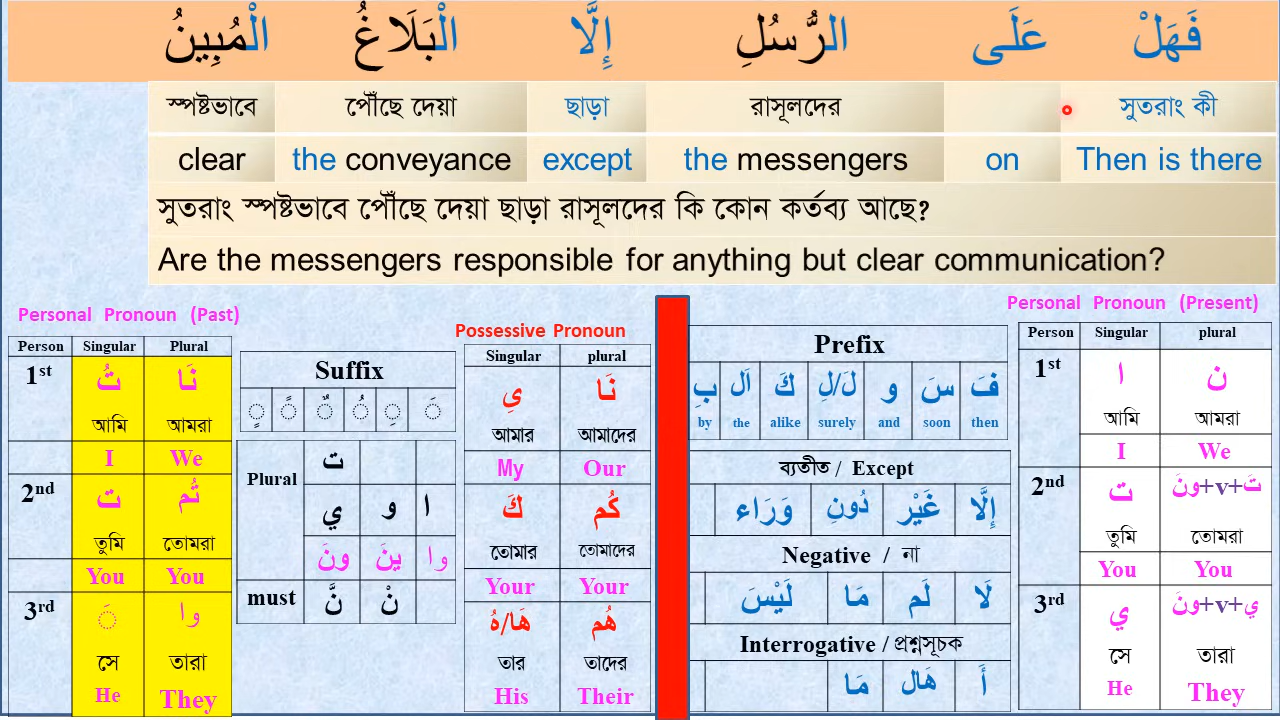 فَهَلْ عَلَى الرُّسُلِ إِلَّا الْبَلَاغُ الْمُبِينُ
স্পষ্টভাবে পৌঁছে দেয়া ছাড়া রাসূলদের সুতরাং কী
clear the conveyance except the messengers on Then is there
সুতরাং স্পষ্টভাবে পৌঁছে দেয়া ছাড়া রাসূলদের কি কোন কর্তব্য আছে?
Are the messengers responsible for anything but clear communication?
Personal Pronoun (Past)
Person Singular Plural
1st تُ نَا
আমি আমরা
I We
2nd ت تُم
তুমি তোমরা
You You
3rd َ وا
সে তারা
He They
Suffix
ٍ ً ٌ ُ ِ َ
Plural ت
ي و ا
ونَ ينَ وا
must نَّ نْ
Possessive Pronoun
Singular plural
يِ نَا
আমার আমাদের
My Our
كَ كُم
তোমার তোমাদের
Your Your
هَا/هُ هُم
তার তাদের
His Their
Prefix
بِ اَل كَ لَ/لِ و سَ فَ
by the alike surely and soon then
ব্যতীত / Except
وَرَاء دُونِ غَيْر إِلَّا
Negative / না
لَيْسَ مَا لَم لَا
Interrogative / প্রশ্নসূচক
مَا هَال أَ
Personal Pronoun (Present)
Person Singular plural
1st ا ن
আমি আমরা
I We
2nd ت تَ+v+ونَ
তুমি তোমরা
You You
3rd ي ي+v+ونَ
সে তারা
He They